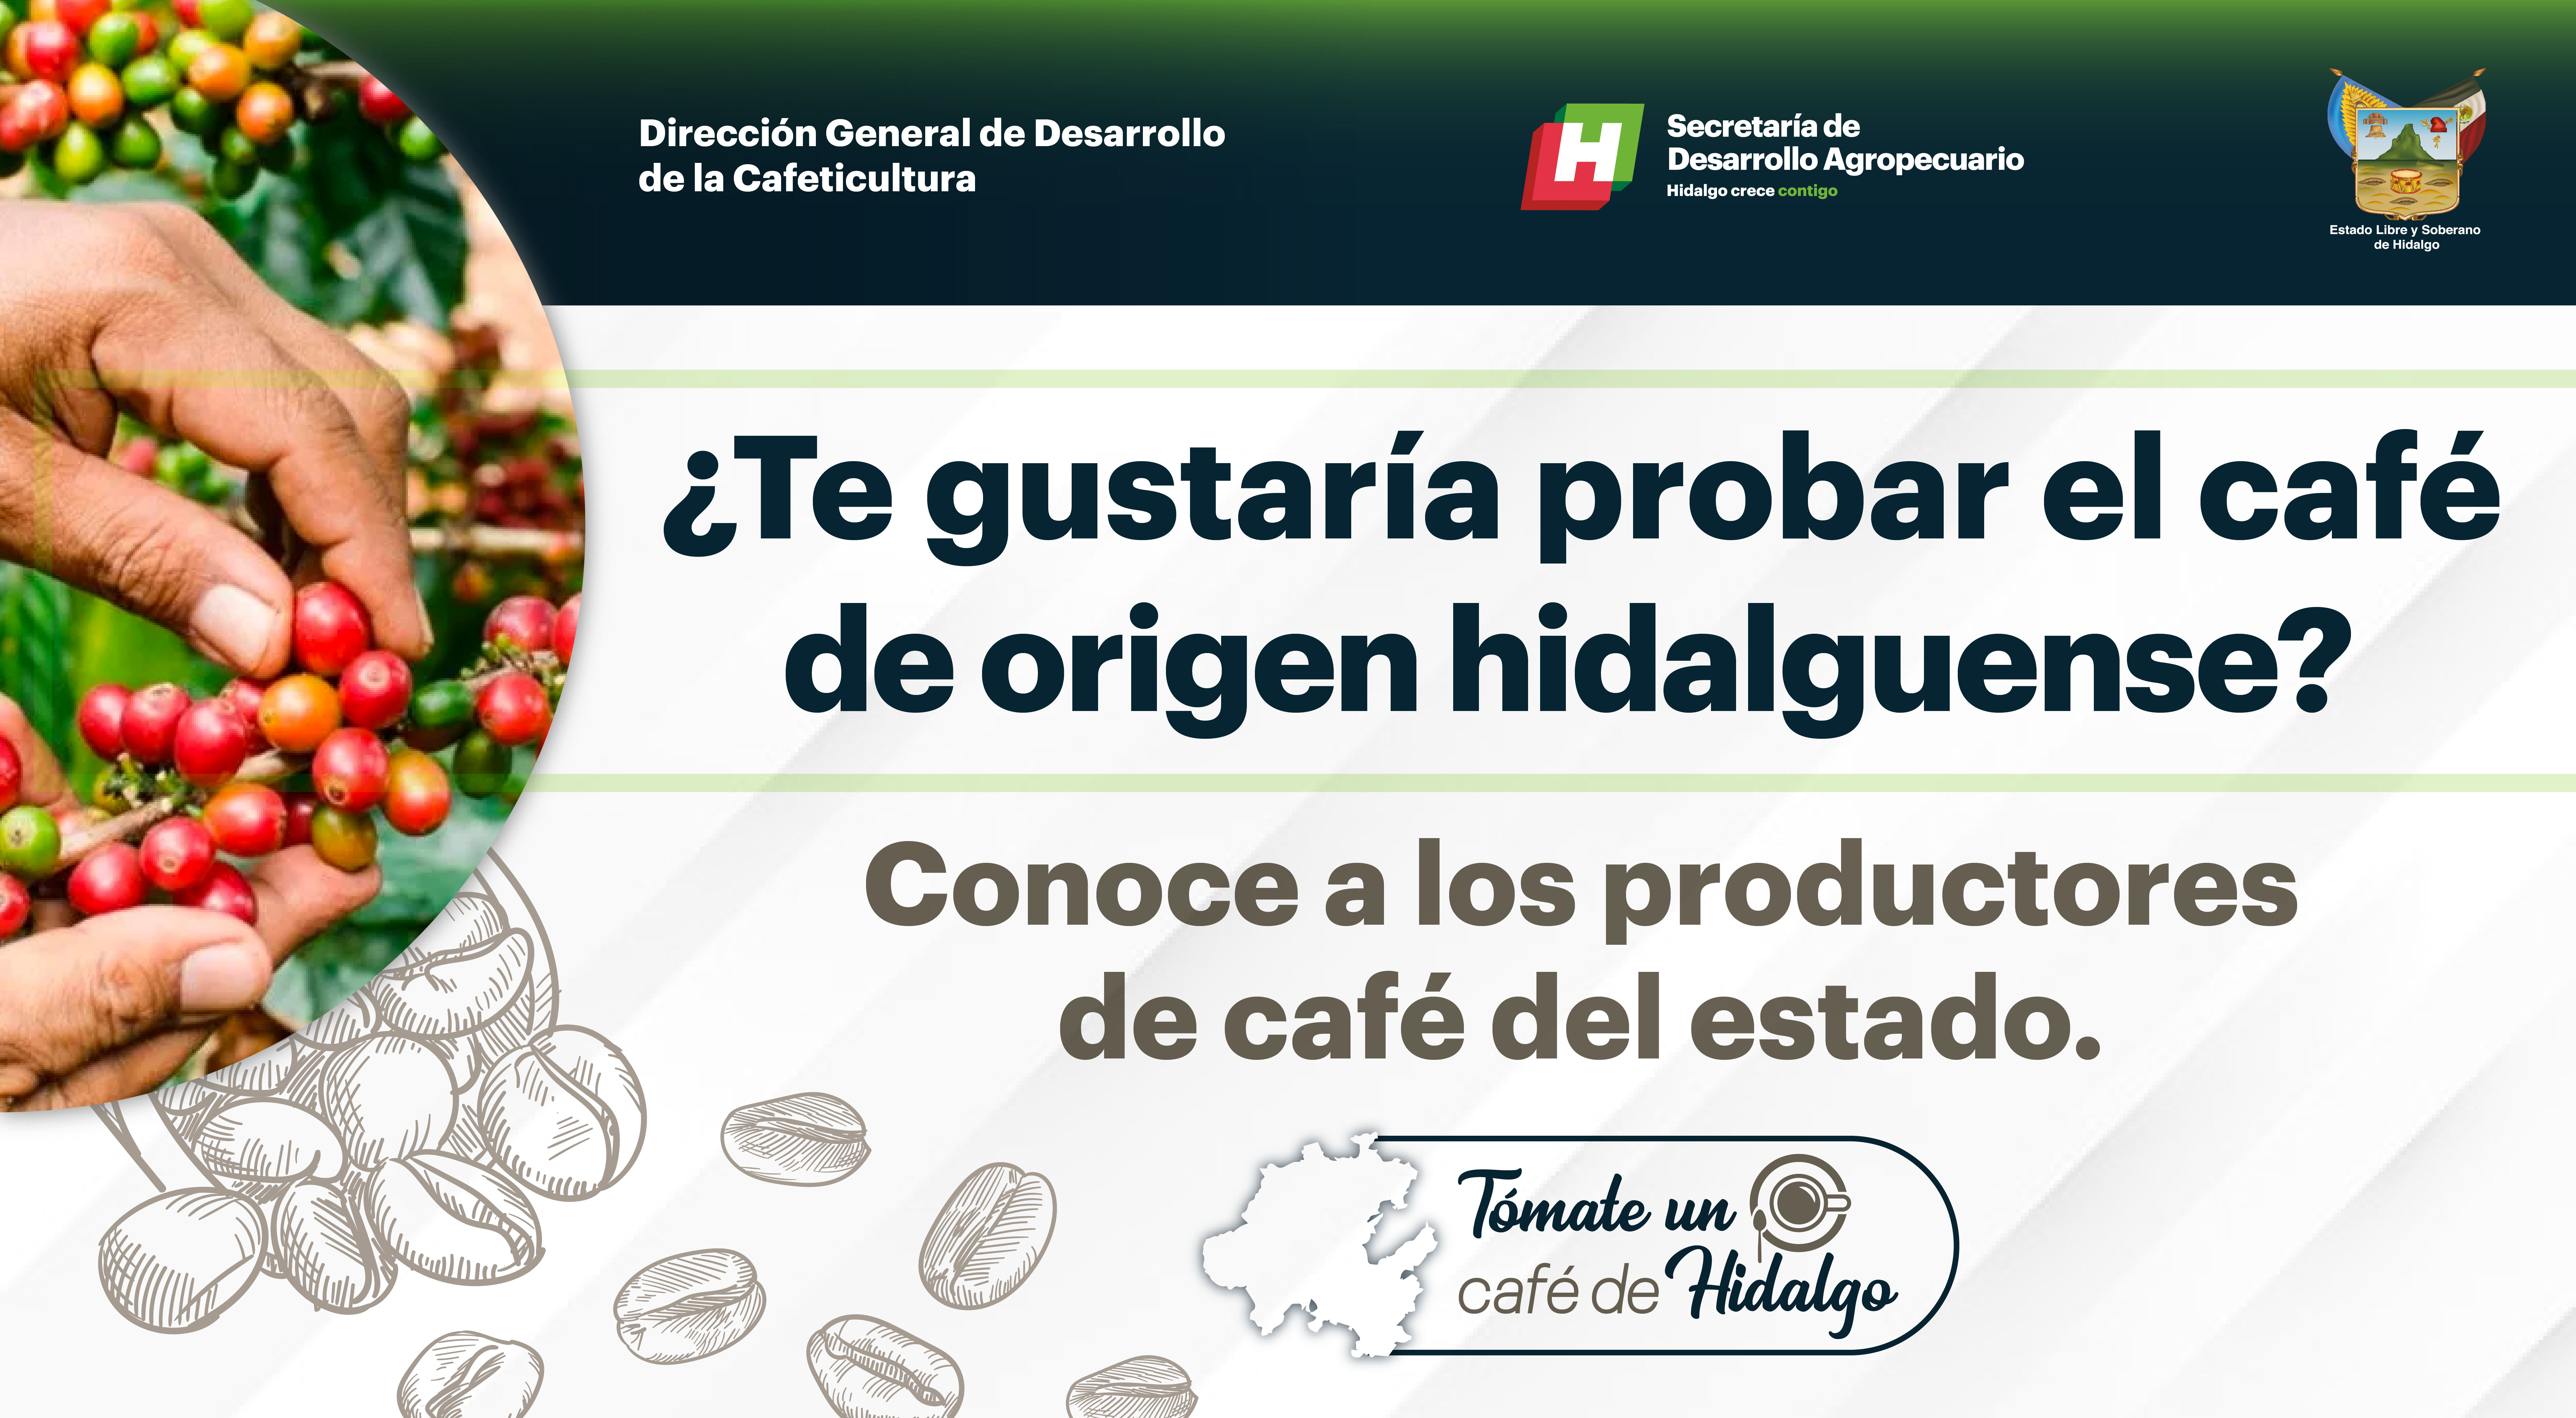 Dirección General de Desarrollo
de la Cafeticultura
H
Secretaría de
Desarrollo Agropecuario
Hidalgo crece contigo
Estado Libre y Soberano
de Hidalgo
¿Te gustaría probar el café
de origen hidalguense?
Conoce a los productores
de café del estado.
Tómate un
café de Hidalgo